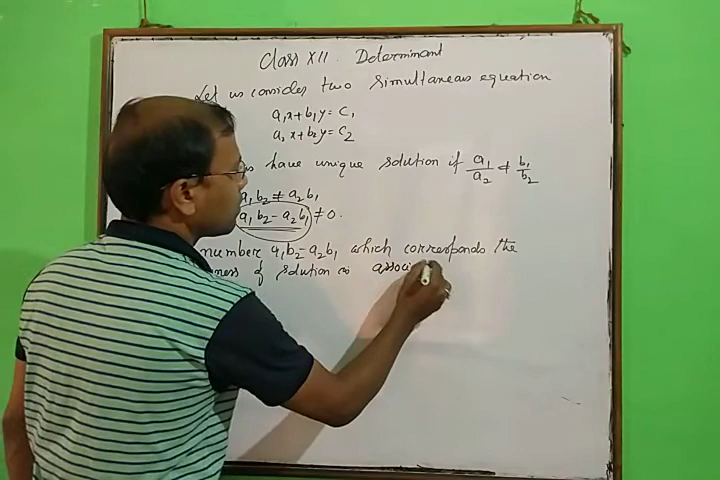 Class XII. Determinant
Let us consider two simultaneous equation
a₁x + b₁y = c₁
a₂x + b₂y = c₂
have unique solution if a₁/a₂ ≠ b₁/b₂
a₁b₂ ≠ a₂b₁
a₁b₂ - a₂b₁ ≠ 0.
number a₁b₂ - a₂b₁ which corresponds the
of solution is